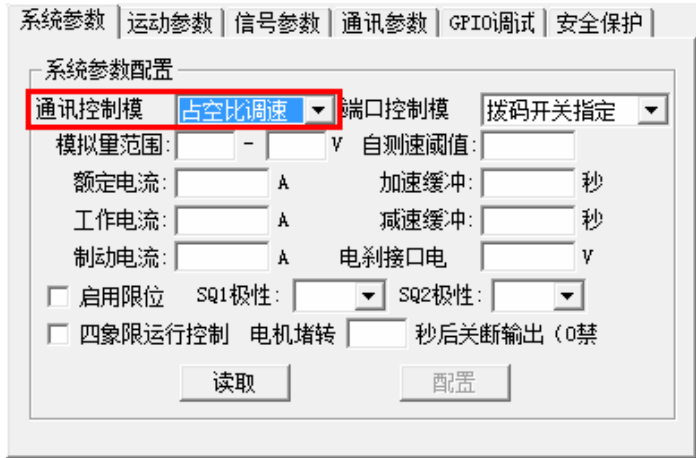 系统参数 运动参数 信号参数 通讯参数 GPIO调试 安全保护
系统参数配置
通讯控制模 占空比调速 端口控制模 拨码开关指定
模拟量范围: - V 自测速阈值:
额定电流: A 加速缓冲: 秒
工作电流: A 减速缓冲: 秒
制动电流: A 电刹接口电 V
启用限位 SQ1极性: SQ2极性:
四象限运行控制 电机堵转 秒后关断输出（0禁
读取 配置